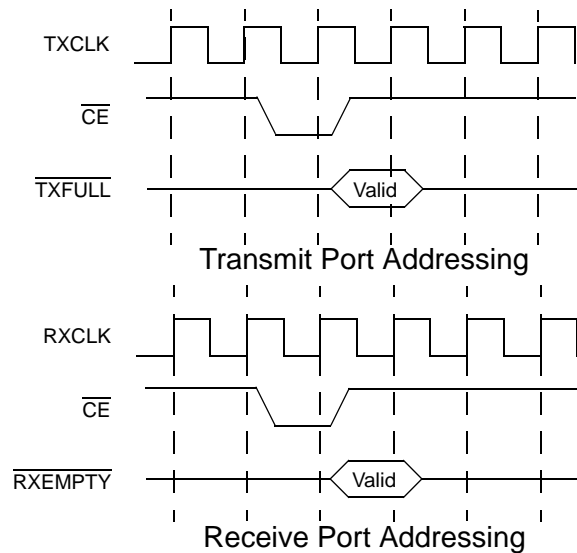 TXCLK
CE
TXFULL
Valid
Transmit Port Addressing
RXCLK
CE
RXEMPTY
Valid
Receive Port Addressing